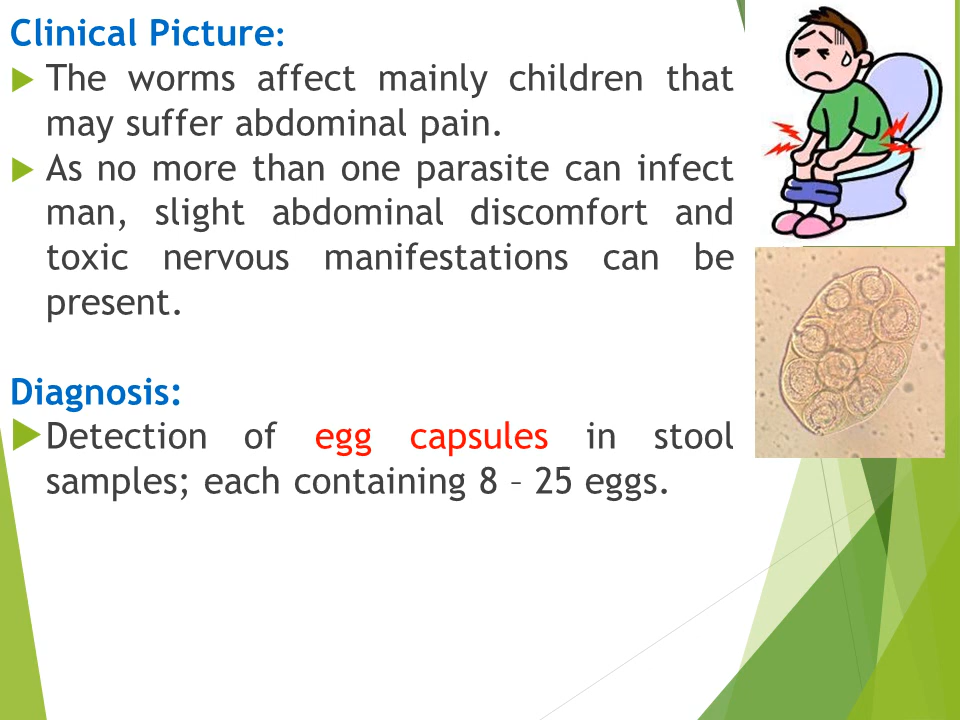 Clinical Picture:
The worms affect mainly children that
may suffer abdominal pain.
As no more than one parasite can infect
man, slight abdominal discomfort and
toxic nervous manifestations can be
present.
Diagnosis:
Detection of egg capsules in stool
samples; each containing 8 – 25 eggs.